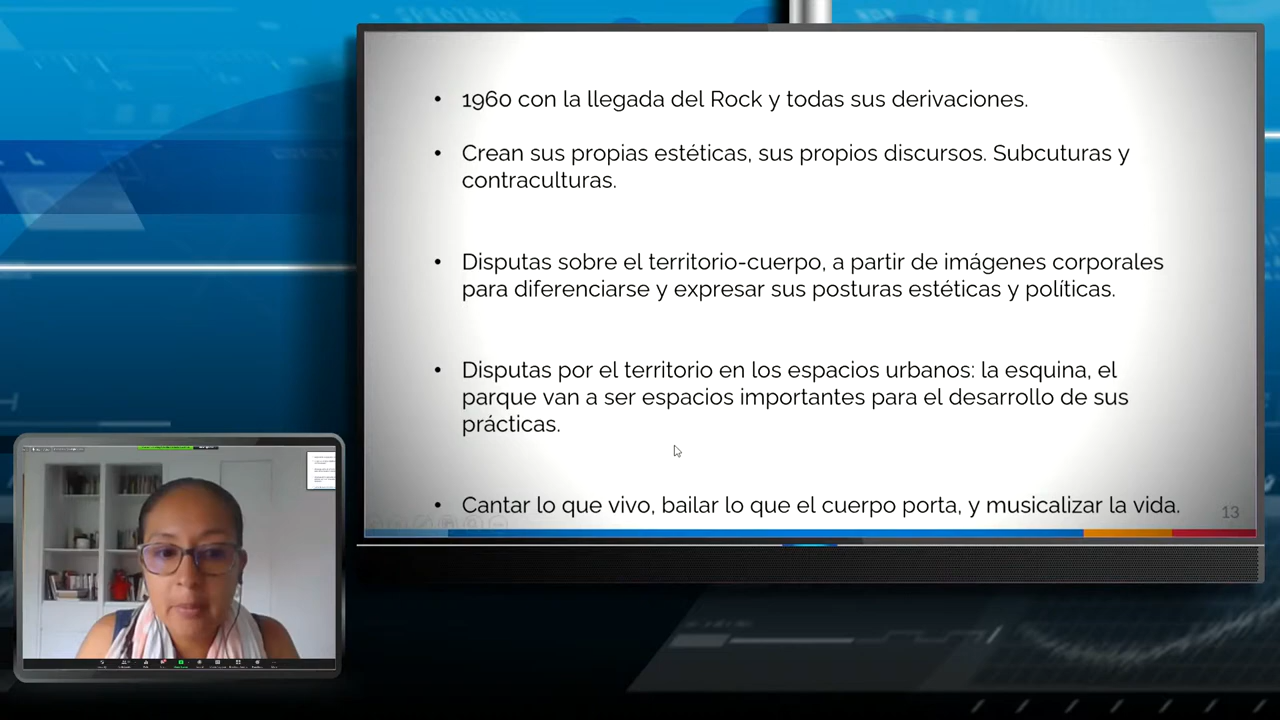 • 1960 con la llegada del Rock y todas sus derivaciones.
• Crean sus propias estéticas, sus propios discursos. Subcuturas y
contraculturas.
• Disputas sobre el territorio-cuerpo, a partir de imágenes corporales
para diferenciarse y expresar sus posturas estéticas y políticas.
• Disputas por el territorio en los espacios urbanos: la esquina, el
parque van a ser espacios importantes para el desarrollo de sus
prácticas.
• Cantar lo que vivo, bailar lo que el cuerpo porta, y musicalizar la vida.
13